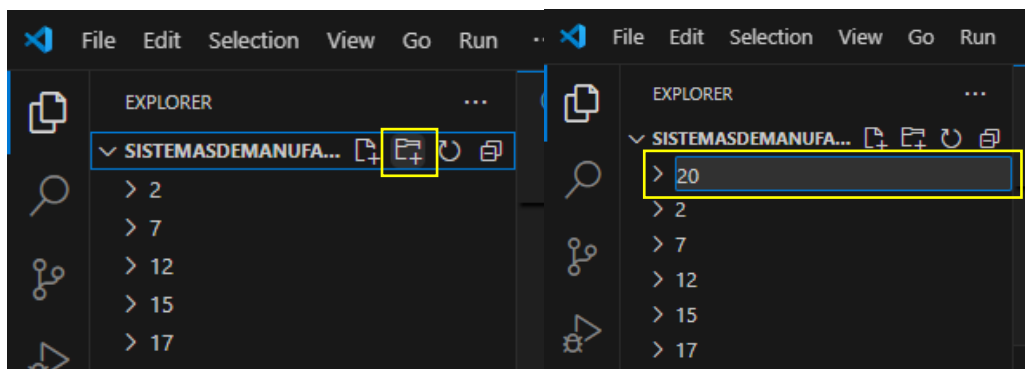 File Edit Selection View Go Run ··
EXPLORER ···
SISTEMASDEMANUFA...
2
7
12
15
17
File Edit Selection View Go Run
EXPLORER ···
SISTEMASDEMANUFA...
20
2
7
12
15
17